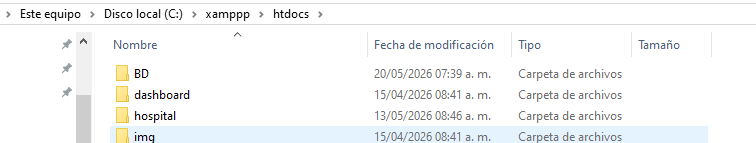 Este equipo > Disco local (C:) > xamppp > htdocs >
Nombre Fecha de modificación Tipo Tamaño
BD 20/05/2026 07:39 a. m. Carpeta de archivos
dashboard 15/04/2026 08:41 a. m. Carpeta de archivos
hospital 13/05/2026 08:46 a. m. Carpeta de archivos
img 15/04/2026 08:41 a. m. Carpeta de archivos